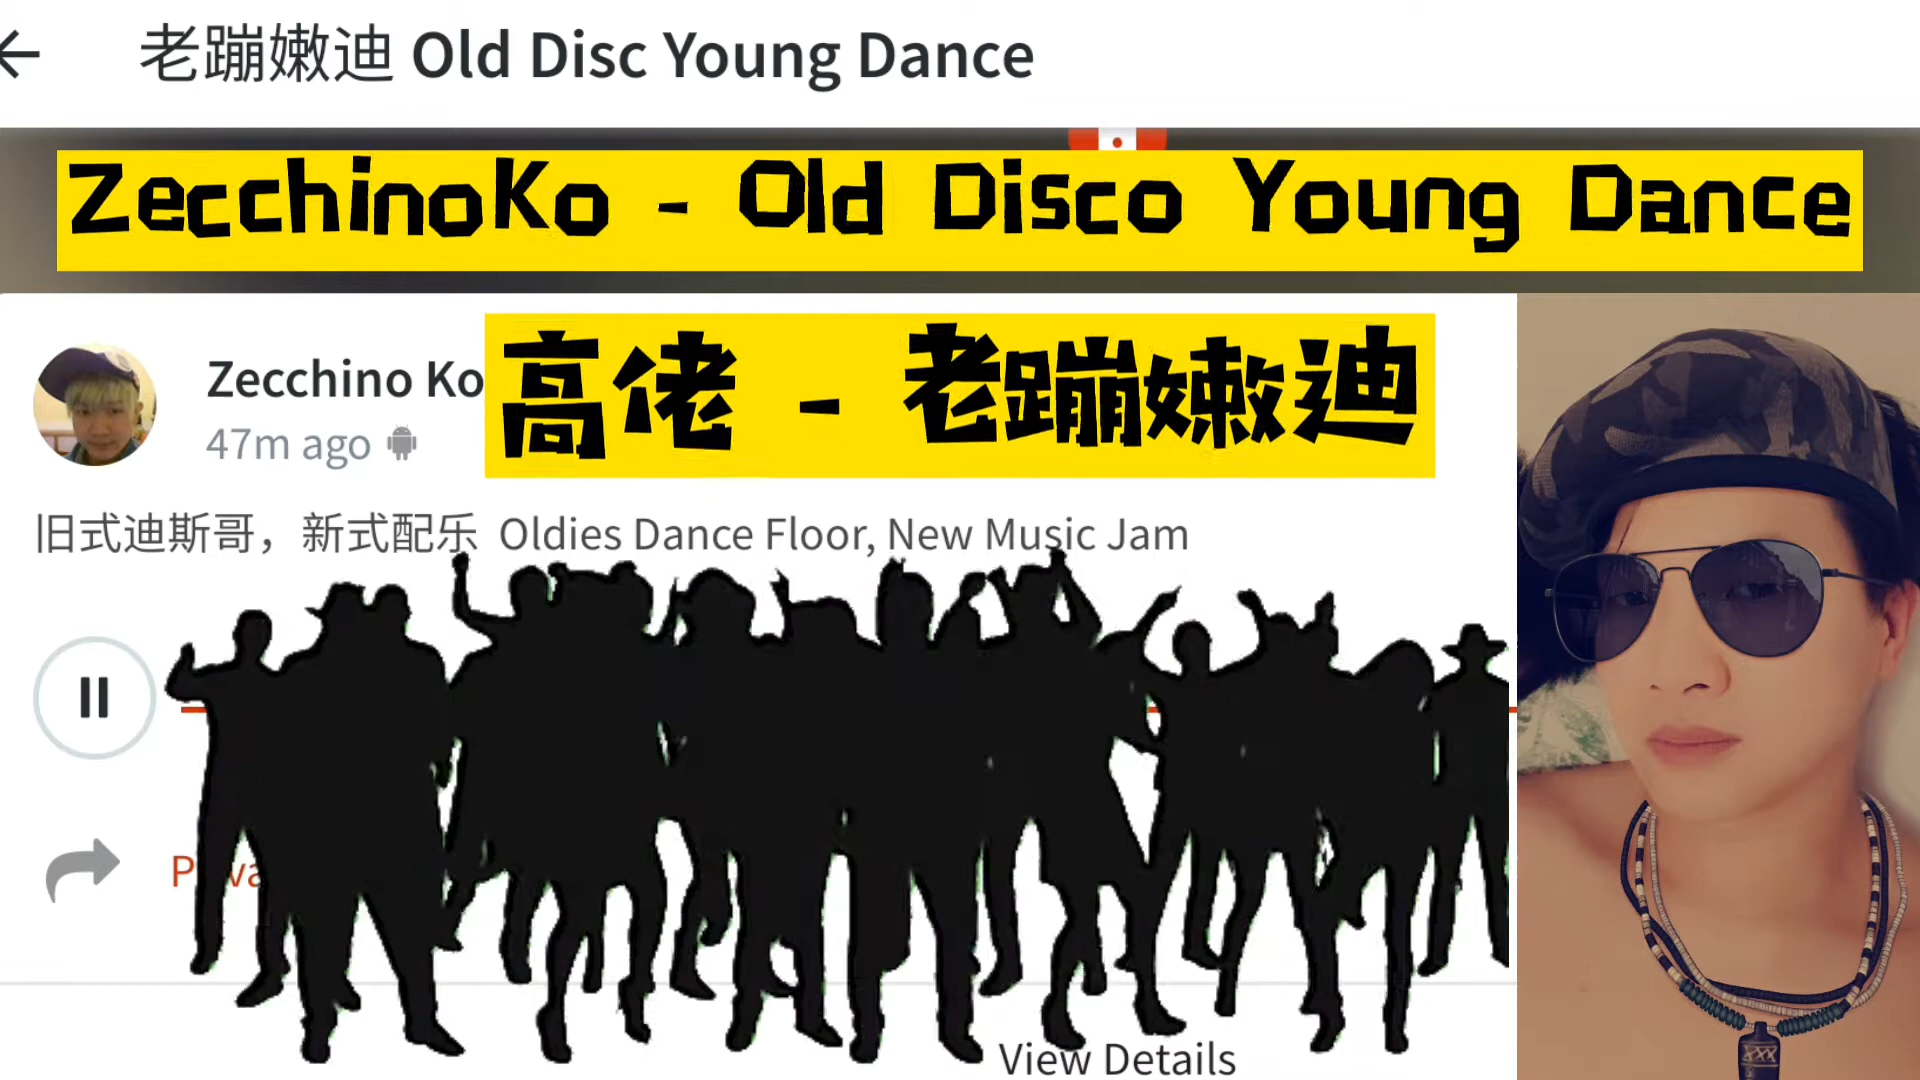 老蹦嫩迪 Old Disc Young Dance
ZecchinoKo - Old Disco Young Dance
Zecchino Ko
高佬 - 老蹦嫩迪
47m ago
旧式迪斯哥，新式配乐 Oldies Dance Floor, New Music Jam
View Details
XXX